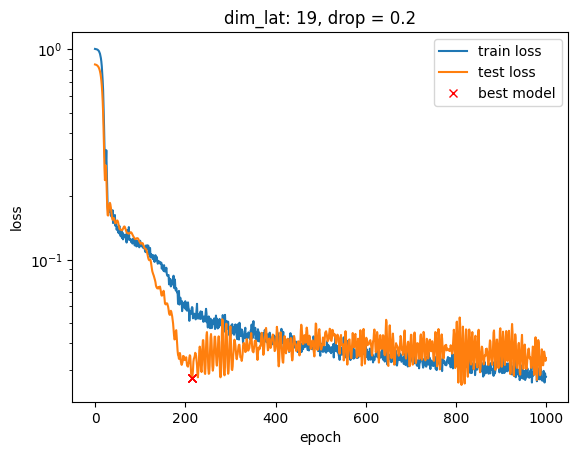 dim_lat: 19, drop = 0.2
train loss
test loss
best model
10⁰
10⁻¹
loss
0 200 400 600 800 1000
epoch